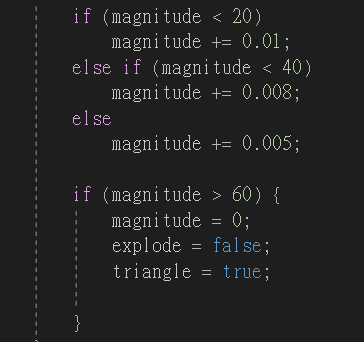 if (magnitude < 20)
magnitude += 0.01;
else if (magnitude < 40)
magnitude += 0.008;
else
magnitude += 0.005;
if (magnitude > 60) {
magnitude = 0;
explode = false;
triangle = true;
}